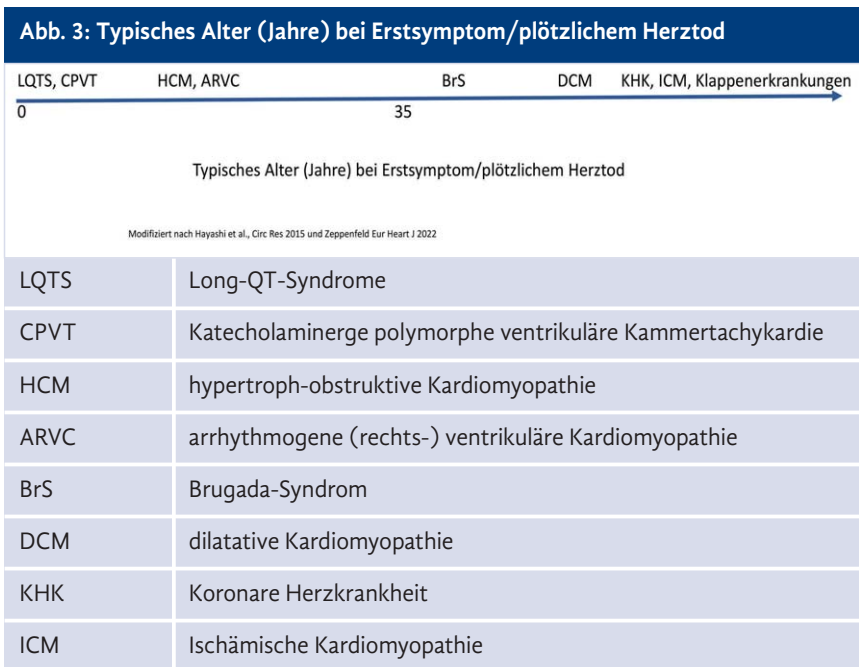 Abb. 3: Typisches Alter (Jahre) bei Erstsymptom/plötzlichem Herztod
LQTS, CPVT HCM, ARVC BrS DCM KHK, ICM, Klappenerkrankungen
0 35
Typisches Alter (Jahre) bei Erstsymptom/plötzlichem Herztod
Modifiziert nach Hayashi et al., Circ Res 2015 und Zeppenfeld Eur Heart J 2022
LQTS Long-QT-Syndrome
CPVT Katecholaminerge polymorphe ventrikuläre Kammertachykardie
HCM hypertroph-obstruktive Kardiomyopathie
ARVC arrhythmogene (rechts-) ventrikuläre Kardiomyopathie
BrS Brugada-Syndrom
DCM dilatative Kardiomyopathie
KHK Koronare Herzkrankheit
ICM Ischämische Kardiomyopathie